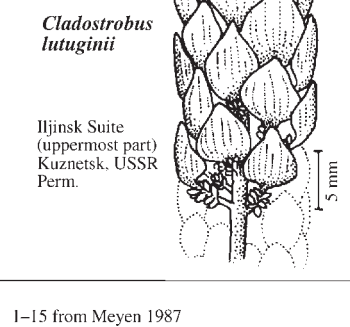 Cladostrobus
lutuginii
Iljinsk Suite
(uppermost part)
Kuznetsk, USSR
Perm.
5 mm
1–15 from Meyen 1987